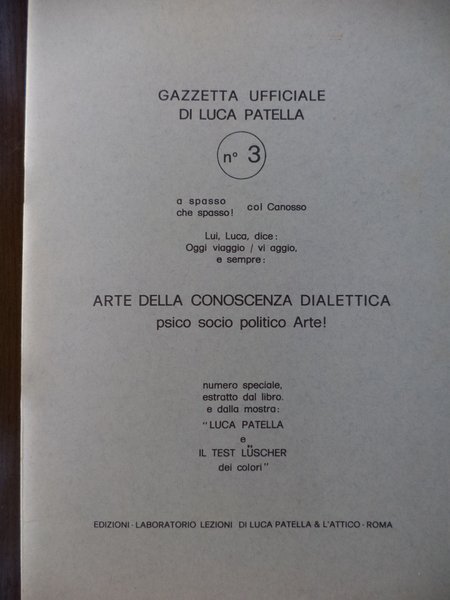 GAZZETTA UFFICIALE
DI LUCA PATELLA
n° 3
a spasso
che spasso! col Canosso
Lui, Luca, dice:
Oggi viaggio / vi aggio,
e sempre:
ARTE DELLA CONOSCENZA DIALETTICA
psico socio politico Arte!
numero speciale,
estratto dal libro.
e dalla mostra:
"LUCA PATELLA
e
IL TEST LÜSCHER
dei colori"
EDIZIONI - LABORATORIO LEZIONI DI LUCA PATELLA & L'ATTICO - ROMA